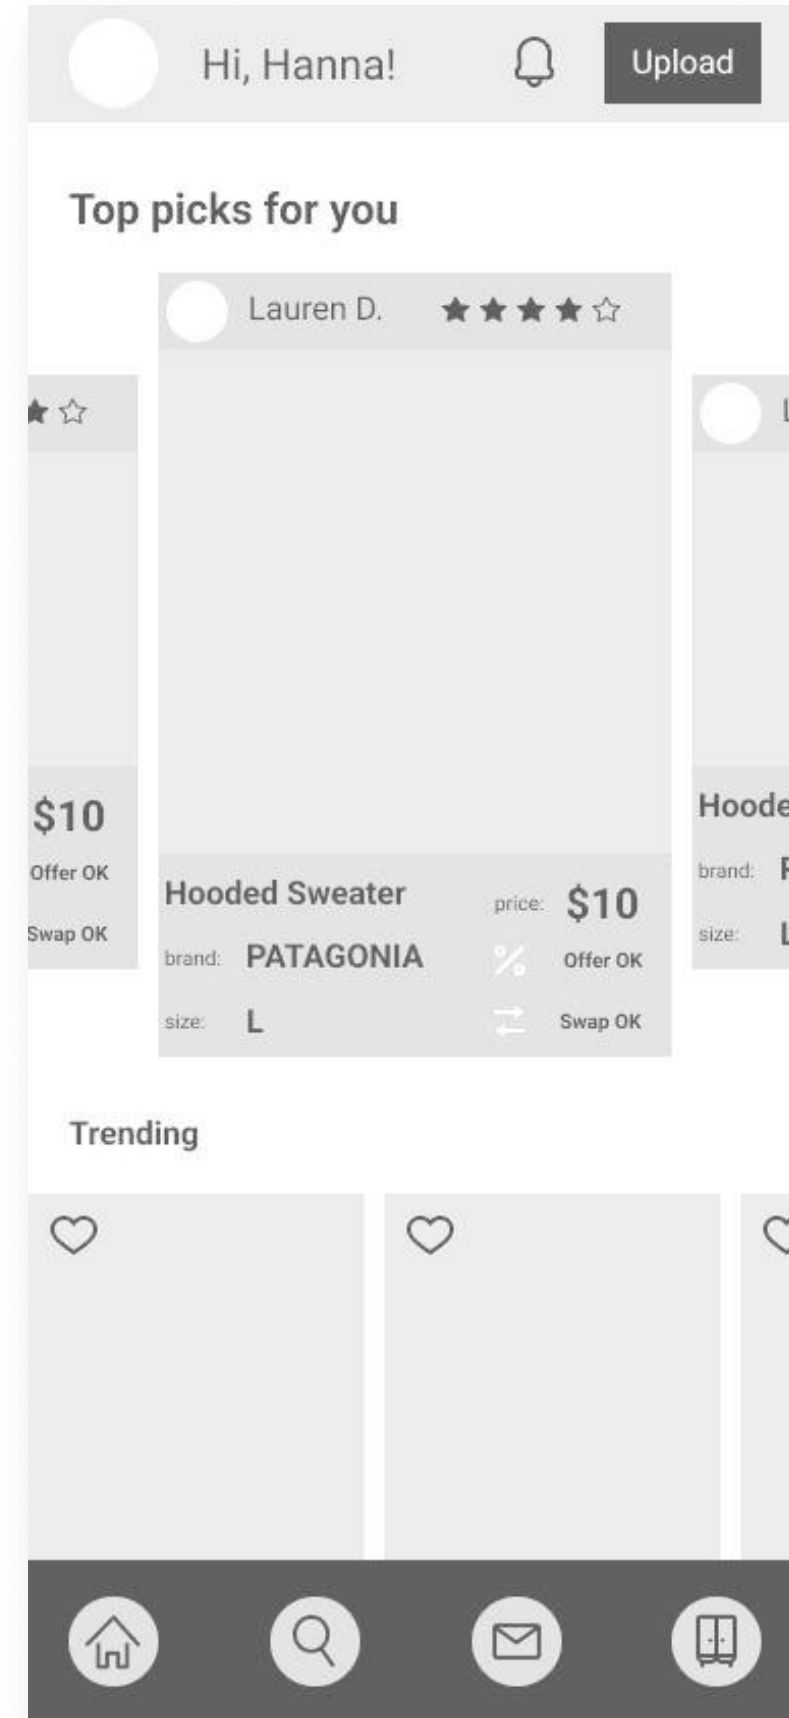 Hi, Hanna!
Upload
Top picks for you
Lauren D.
$10
Offer OK
Swap OK
Hooded Sweater
price: $10
brand: PATAGONIA
Offer OK
size: L
Swap OK
brand:
size:
Trending